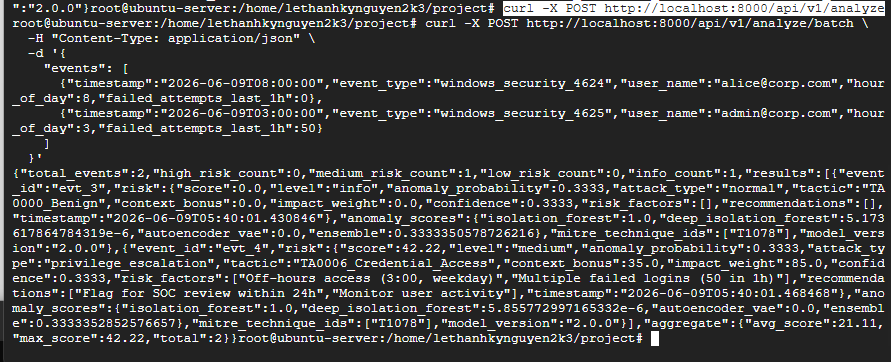 ":"2.0.0"}root@ubuntu-server:/home/lethanhkynguyen2k3/project# curl -X POST http://localhost:8000/api/v1/analyze
root@ubuntu-server:/home/lethanhkynguyen2k3/project# curl -X POST http://localhost:8000/api/v1/analyze/batch \
  -H "Content-Type: application/json" \
  -d '{
    "events": [
      {"timestamp":"2026-06-09T08:00:00","event_type":"windows_security_4624","user_name":"alice@corp.com","hour
_of_day":8,"failed_attempts_last_1h":0},
      {"timestamp":"2026-06-09T03:00:00","event_type":"windows_security_4625","user_name":"admin@corp.com","hour
_of_day":3,"failed_attempts_last_1h":50}
    ]
  }'
{"total_events":2,"high_risk_count":0,"medium_risk_count":1,"low_risk_count":0,"info_count":1,"results":[{"event
_id":"evt_3","risk":{"score":0.0,"level":"info","anomaly_probability":0.3333,"attack_type":"normal","tactic":"TA
0000_Benign","context_bonus":0.0,"impact_weight":0.0,"confidence":0.3333,"risk_factors":[],"recommendations":[],
"timestamp":"2026-06-09T05:40:01.430846"},"anomaly_scores":{"isolation_forest":1.0,"deep_isolation_forest":5.173
617864784319e-6,"autoencoder_vae":0.0,"ensemble":0.3333350578726216},"mitre_technique_ids":["T1078"],"model_vers
ion":"2.0.0"},{"event_id":"evt_4","risk":{"score":42.22,"level":"medium","anomaly_probability":0.3333,"attack_ty
pe":"privilege_escalation","tactic":"TA0006_Credential_Access","context_bonus":35.0,"impact_weight":85.0,"confid
ence":0.3333,"risk_factors":["Off-hours access (3:00, weekday)","Multiple failed logins (50 in 1h)"],"recommenda
tions":["Flag for SOC review within 24h","Monitor user activity"],"timestamp":"2026-06-09T05:40:01.468468"},"an
omaly_scores":{"isolation_forest":1.0,"deep_isolation_forest":5.855772997165332e-6,"autoencoder_vae":0.0,"ensemb
le":0.3333352852576657},"mitre_technique_ids":["T1078"],"model_version":"2.0.0"}],"aggregate":{"avg_score":21.11,
"max_score":42.22,"total":2}}root@ubuntu-server:/home/lethanhkynguyen2k3/project#